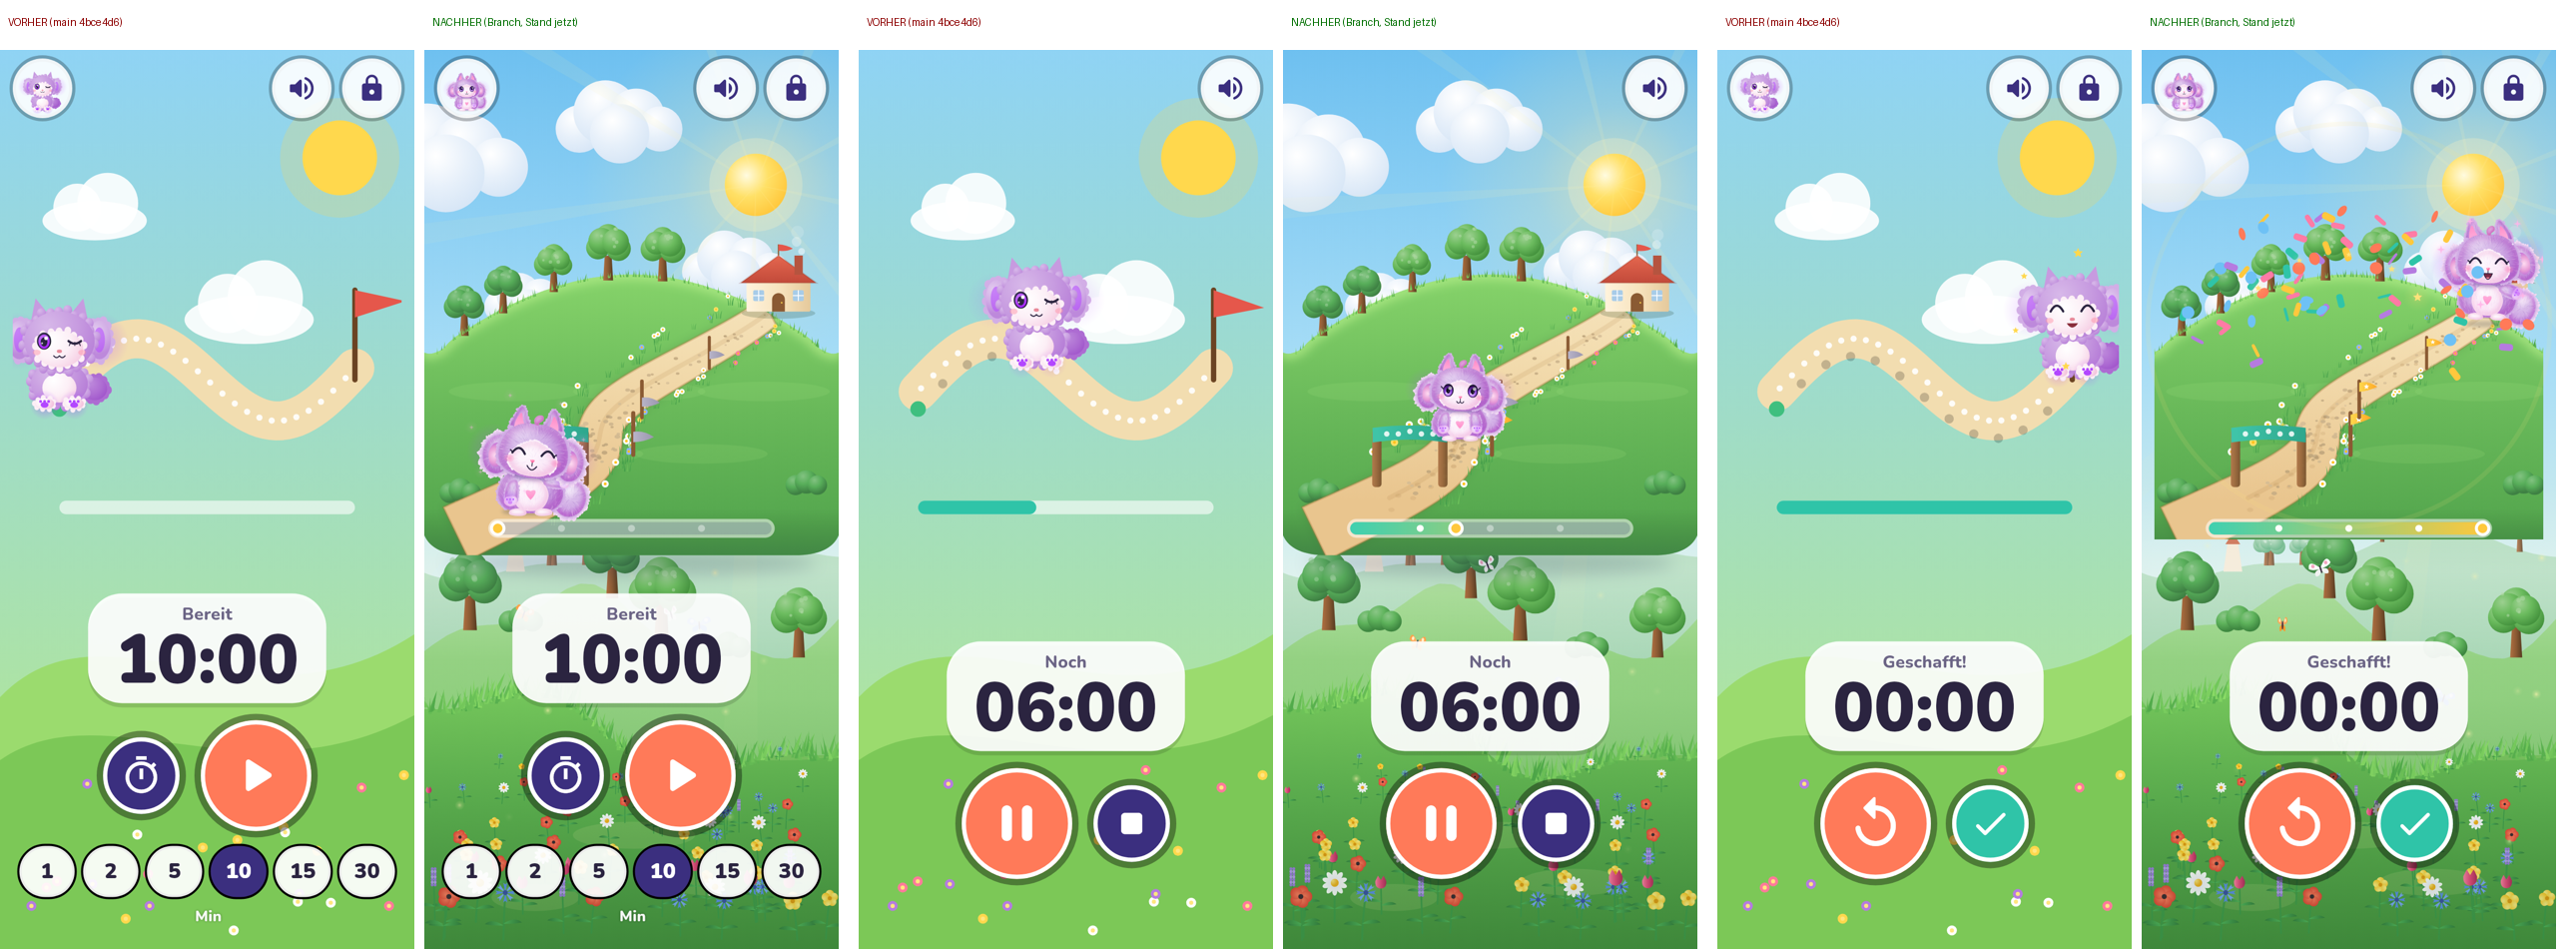 VORHER (main 4bce4d6)
Bereit
10:00
1 2 5 10 15 30
Min
NACHHER (Branch, Stand jetzt)
Bereit
10:00
1 2 5 10 15 30
Min
VORHER (main 4bce4d6)
Noch
06:00
NACHHER (Branch, Stand jetzt)
Noch
06:00
VORHER (main 4bce4d6)
Geschafft!
00:00
NACHHER (Branch, Stand jetzt)
Geschafft!
00:00